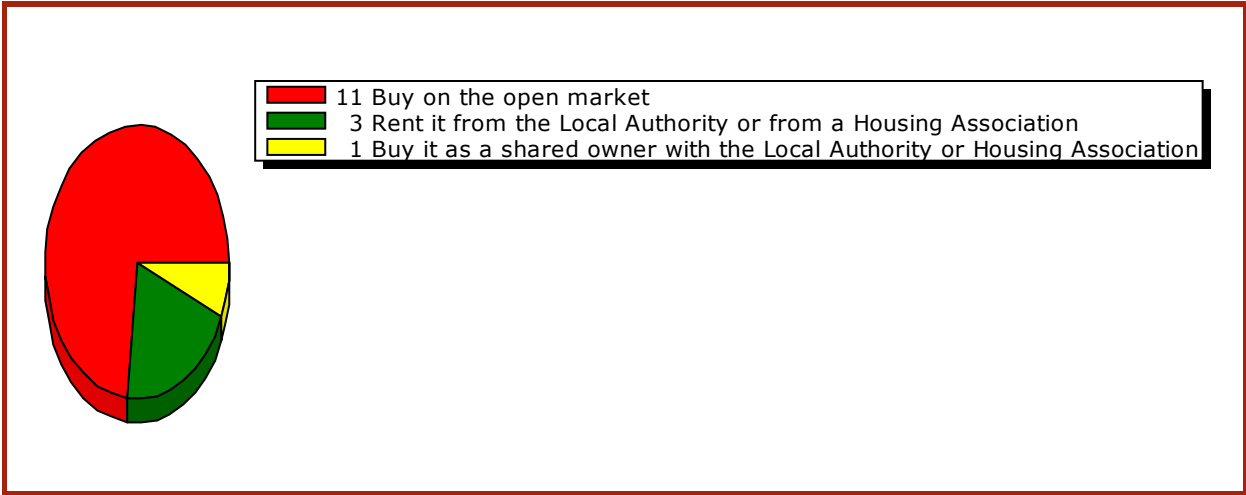 11 Buy on the open market
3 Rent it from the Local Authority or from a Housing Association
1 Buy it as a shared owner with the Local Authority or Housing Association